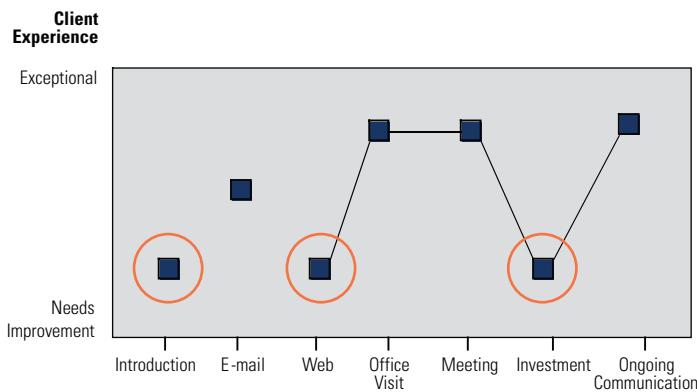 Client
Experience
Exceptional
Needs
Improvement
Introduction
E-mail
Web
Office
Visit
Meeting
Investment
Ongoing
Communication